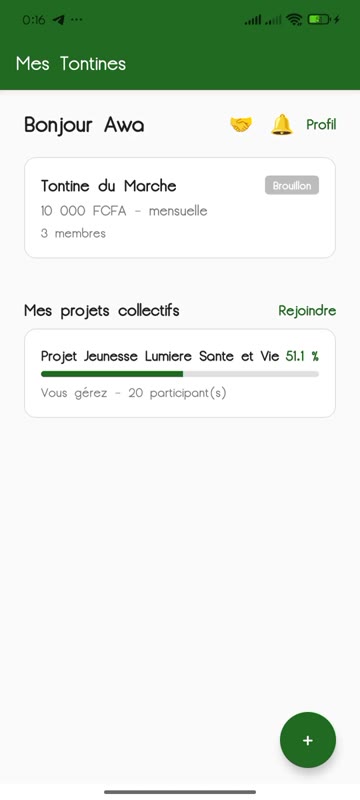 0:16
Mes Tontines
Bonjour Awa 🤝 🔔 Profil
Tontine du Marche Brouillon
10 000 FCFA - mensuelle
3 membres
Mes projets collectifs Rejoindre
Projet Jeunesse Lumiere Sante et Vie 51.1 %
Vous gérez - 20 participant(s)
+